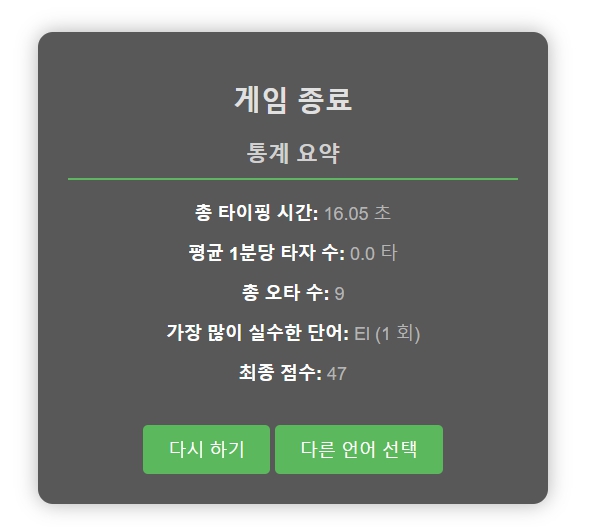 게임 종료
통계 요약
총 타이핑 시간: 16.05 초
평균 1분당 타자 수: 0.0 타
총 오타 수: 9
가장 많이 실수한 단어: El (1 회)
최종 점수: 47
다시 하기 다른 언어 선택